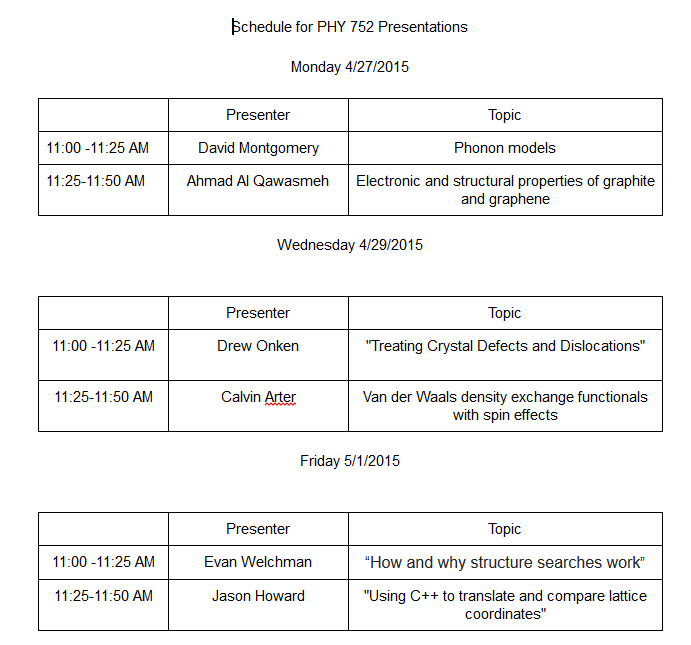 Schedule for PHY 752 Presentations
Monday 4/27/2015
Presenter Topic
11:00 -11:25 AM David Montgomery Phonon models
11:25-11:50 AM Ahmad Al Qawasmeh Electronic and structural properties of graphite
and graphene
Wednesday 4/29/2015
Presenter Topic
11:00 -11:25 AM Drew Onken "Treating Crystal Defects and Dislocations"
11:25-11:50 AM Calvin Arter Van der Waals density exchange functionals
with spin effects
Friday 5/1/2015
Presenter Topic
11:00 -11:25 AM Evan Welchman “How and why structure searches work”
11:25-11:50 AM Jason Howard "Using C++ to translate and compare lattice
coordinates"